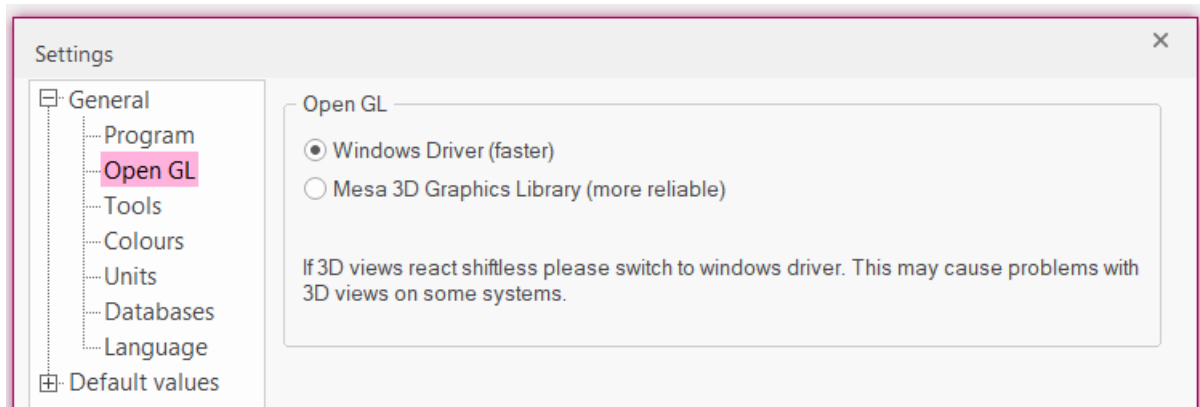 Settings
General
Program
Open GL
Tools
Colours
Units
Databases
Language
Default values
Open GL
Windows Driver (faster)
Mesa 3D Graphics Library (more reliable)
If 3D views react shiftless please switch to windows driver. This may cause problems with
3D views on some systems.